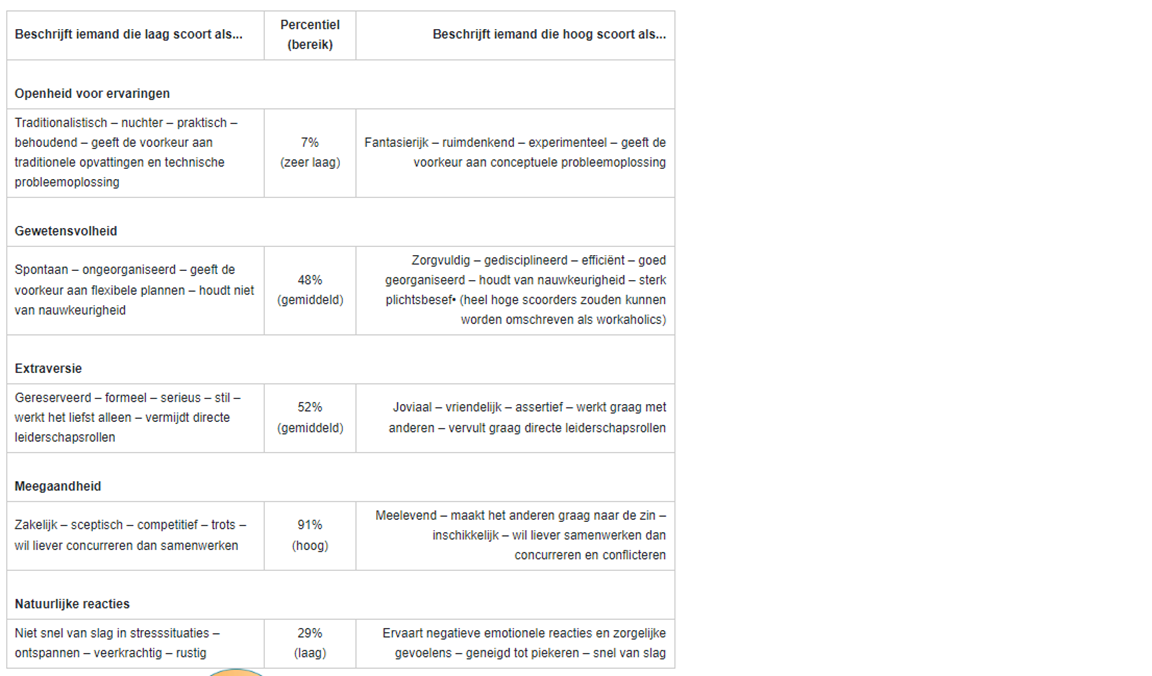 Beschrijft iemand die laag scoort als...
Percentiel
(bereik)
Beschrijft iemand die hoog scoort als...
Openheid voor ervaringen
Traditionalistisch – nuchter – praktisch –
behoudend – geeft de voorkeur aan
traditionele opvattingen en technische
probleemoplossing
7%
(zeer laag)
Fantasierijk – ruimdenkend – experimenteel – geeft de
voorkeur aan conceptuele probleemoplossing
Gewetensvolheid
Spontaan – ongeorganiseerd – geeft de
voorkeur aan flexibele plannen – houdt niet
van nauwkeurigheid
48%
(gemiddeld)
Zorgvuldig – gedisciplineerd – efficiënt – goed
georganiseerd – houdt van nauwkeurigheid – sterk
plichtsbesef• (heel hoge scoorders zouden kunnen
worden omschreven als workaholics)
Extraversie
Gereserveerd – formeel – serieus – stil –
werkt het liefst alleen – vermijdt directe
leiderschapsrollen
52%
(gemiddeld)
Joviaal – vriendelijk – assertief – werkt graag met
anderen – vervult graag directe leiderschapsrollen
Meegaandheid
Zakelijk – sceptisch – competitief – trots –
wil liever concurreren dan samenwerken
91%
(hoog)
Meelevend – maakt het anderen graag naar de zin –
inschikkelijk – wil liever samenwerken dan
concurreren en conflicteren
Natuurlijke reacties
Niet snel van slag in stresssituaties –
ontspannen – veerkrachtig – rustig
29%
(laag)
Ervaart negatieve emotionele reacties en zorgelijke
gevoelens – geneigd tot piekeren – snel van slag